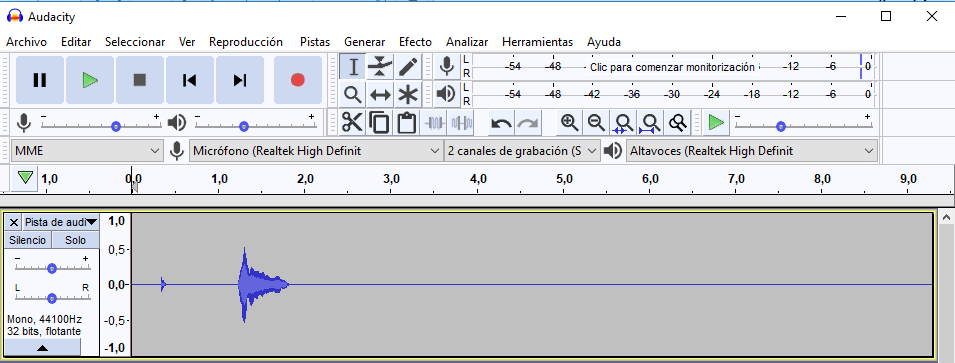 Audacity
Archivo Editar Seleccionar Ver Reproducción Pistas Generar Efecto Analizar Herramientas Ayuda
L R -54 -48 Clic para comenzar monitorización -12 -6 0
L R -54 -48 -42 -36 -30 -24 -18 -12 -6 0
- + - + - +
MME Micrófono (Realtek High Definit 2 canales de grabación (S Altavoces (Realtek High Definit
1,0 0,0 1,0 2,0 3,0 4,0 5,0 6,0 7,0 8,0 9,0
X Pista de audi 1,0
Silencio Solo
- + 0,5
L R 0,0
Mono, 44100Hz -0,5
32 bits, flotante
-1,0